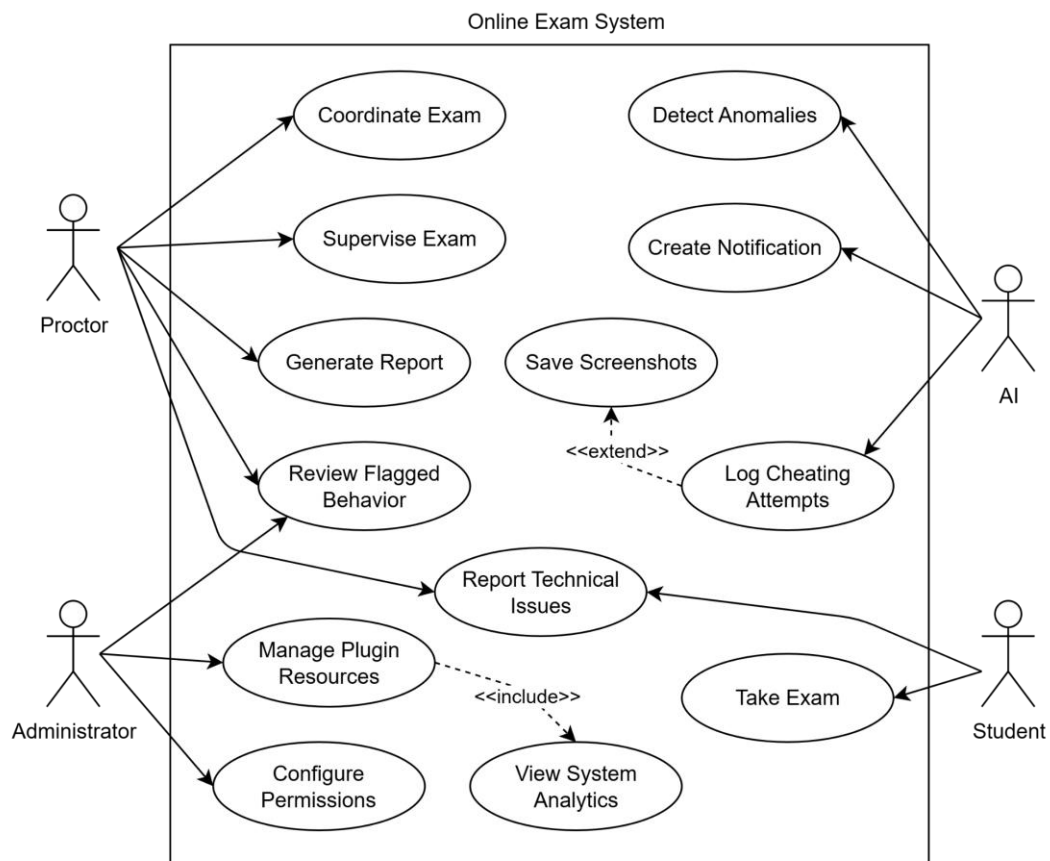 Online Exam System
Coordinate Exam
Detect Anomalies
Supervise Exam
Create Notification
Proctor
Generate Report
Save Screenshots
AI
<<extend>>
Review Flagged
Behavior
Log Cheating
Attempts
Report Technical
Issues
Manage Plugin
Resources
<<include>>
Take Exam
Administrator
Student
Configure
Permissions
View System
Analytics